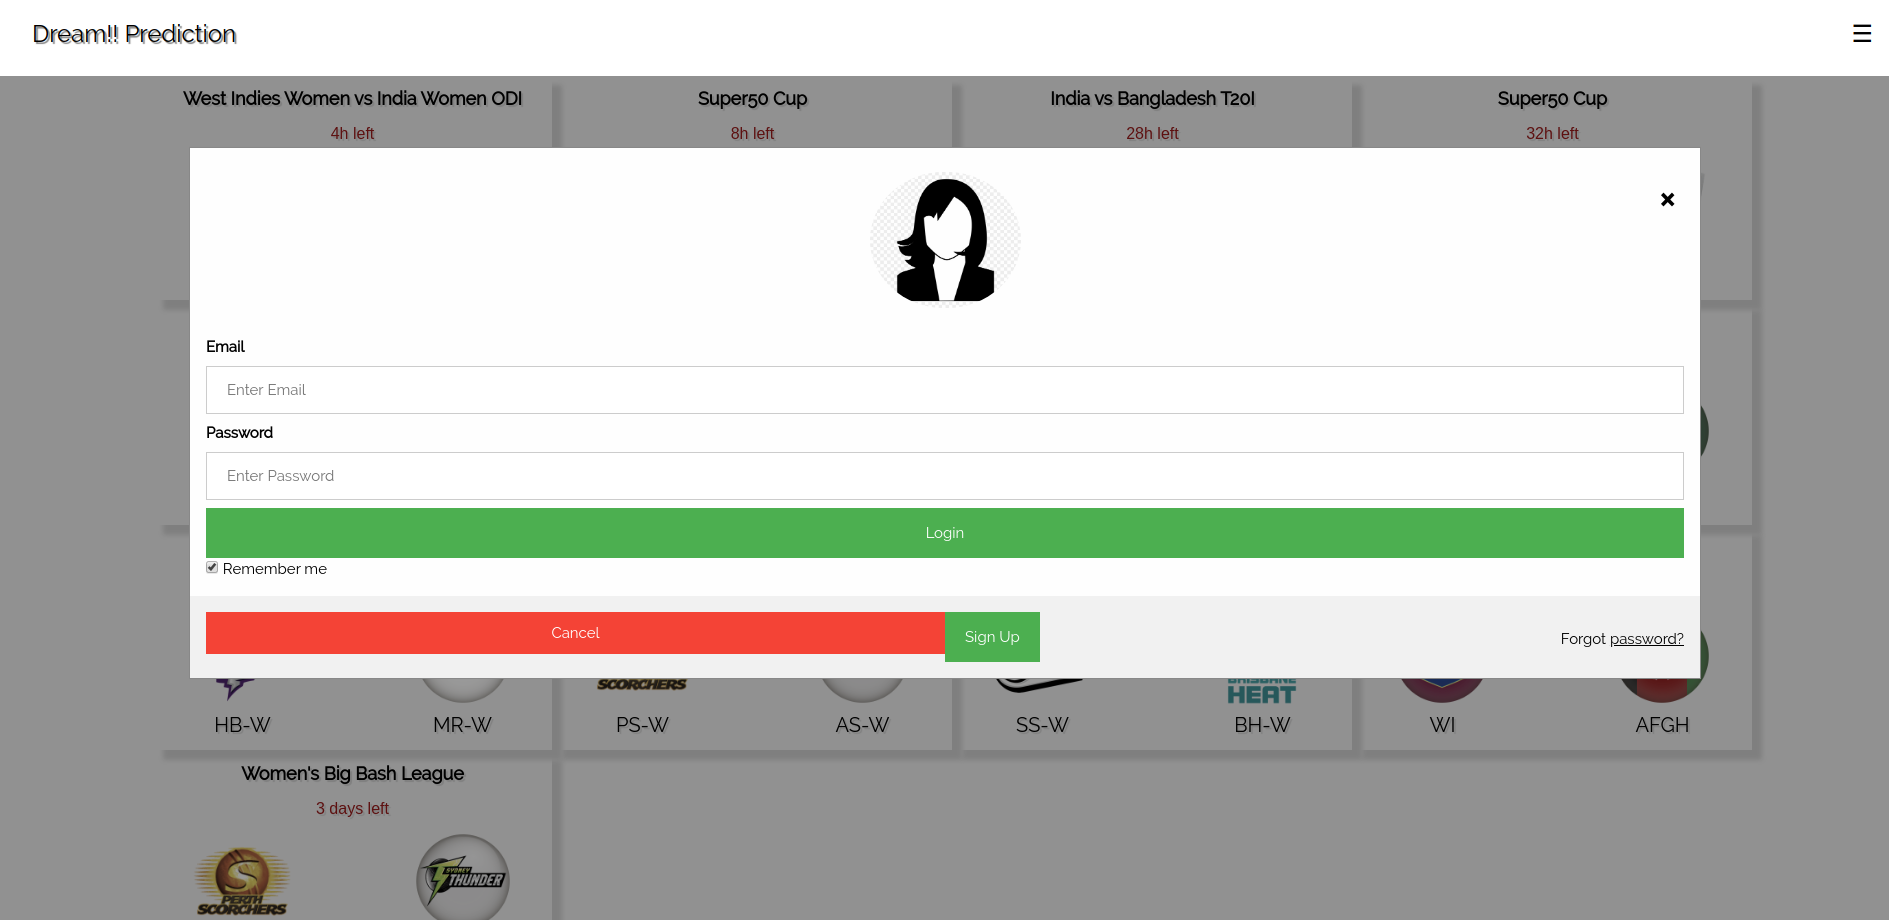 Dream!! Prediction
☰
West Indies Women vs India Women ODI
4h left
Super50 Cup
8h left
India vs Bangladesh T20I
28h left
Super50 Cup
32h left
×
Email
Enter Email
Password
Enter Password
Login
Remember me
Cancel
Sign Up
Forgot password?
SCORCHERS
BRISBANE
HEAT
HB-W
MR-W
PS-W
AS-W
SS-W
BH-W
WI
AFGH
Women's Big Bash League
3 days left
PERTH
SCORCHERS
SYDNEY
THUNDER